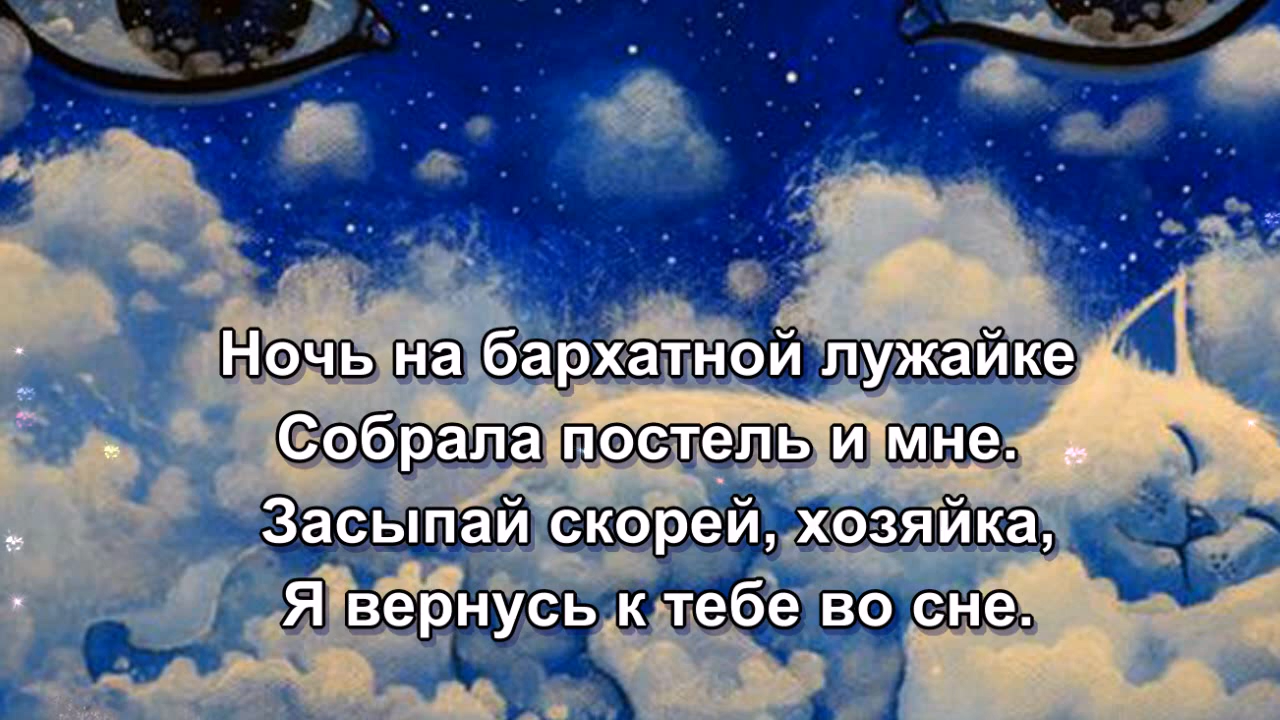 Ночь на бархатной лужайке
Собрала постель и мне.
Засыпай скорей, хозяйка,
Я вернусь к тебе во сне.